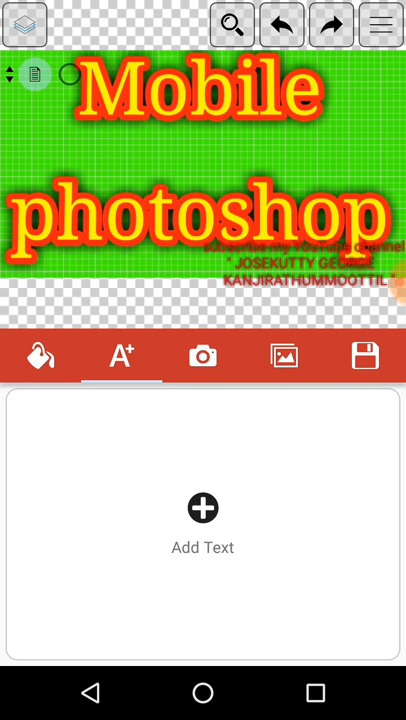 Mobile
photoshop
subscribe my YouTube channel
" JOSEKUTTY GEORGE
KANJIRATHUMMOOTTIL "
Add Text